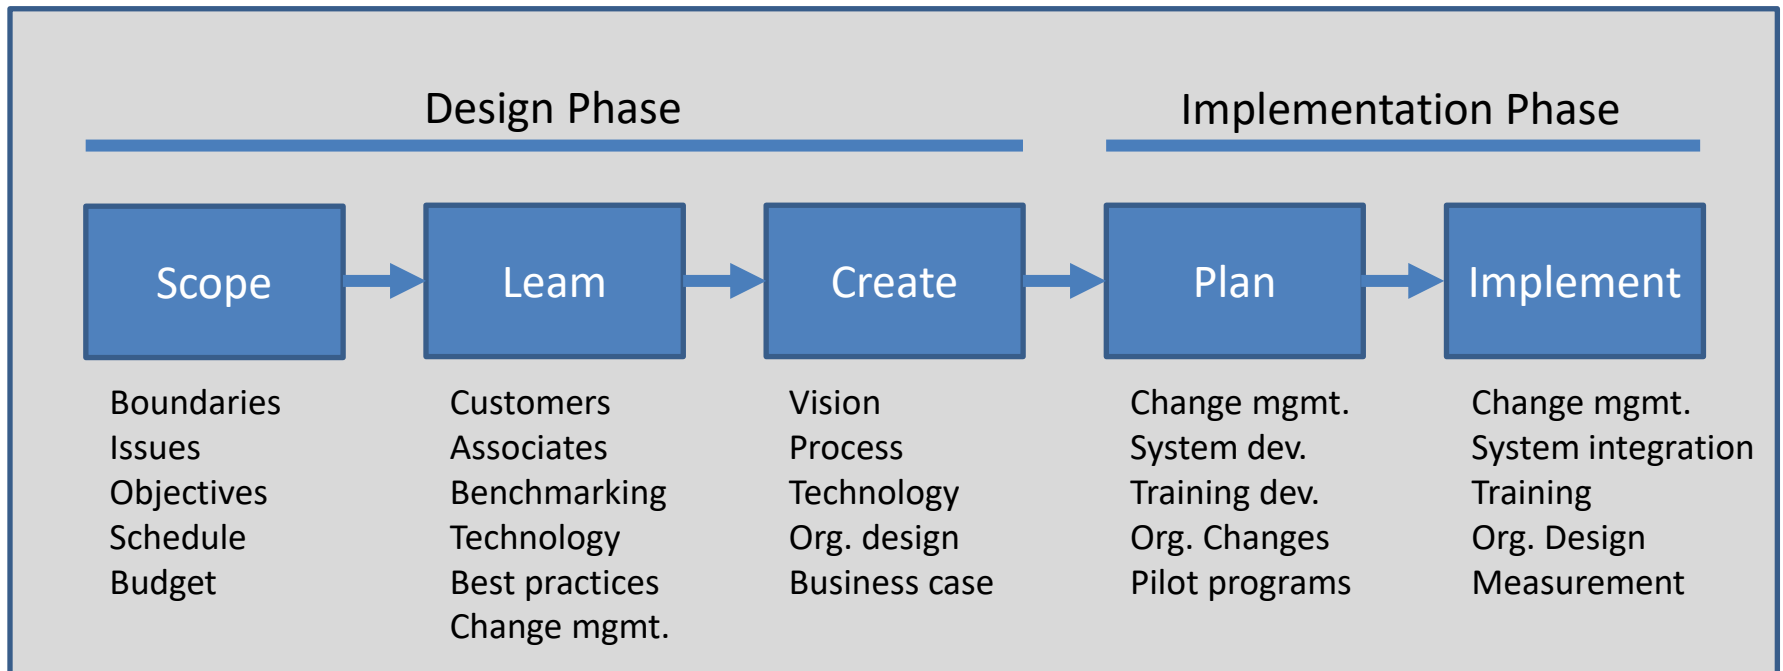 Design Phase
Implementation Phase
Scope
Leam
Create
Plan
Implement
Boundaries
Issues
Objectives
Schedule
Budget
Customers
Associates
Benchmarking
Technology
Best practices
Change mgmt.
Vision
Process
Technology
Org. design
Business case
Change mgmt.
System dev.
Training dev.
Org. Changes
Pilot programs
Change mgmt.
System integration
Training
Org. Design
Measurement